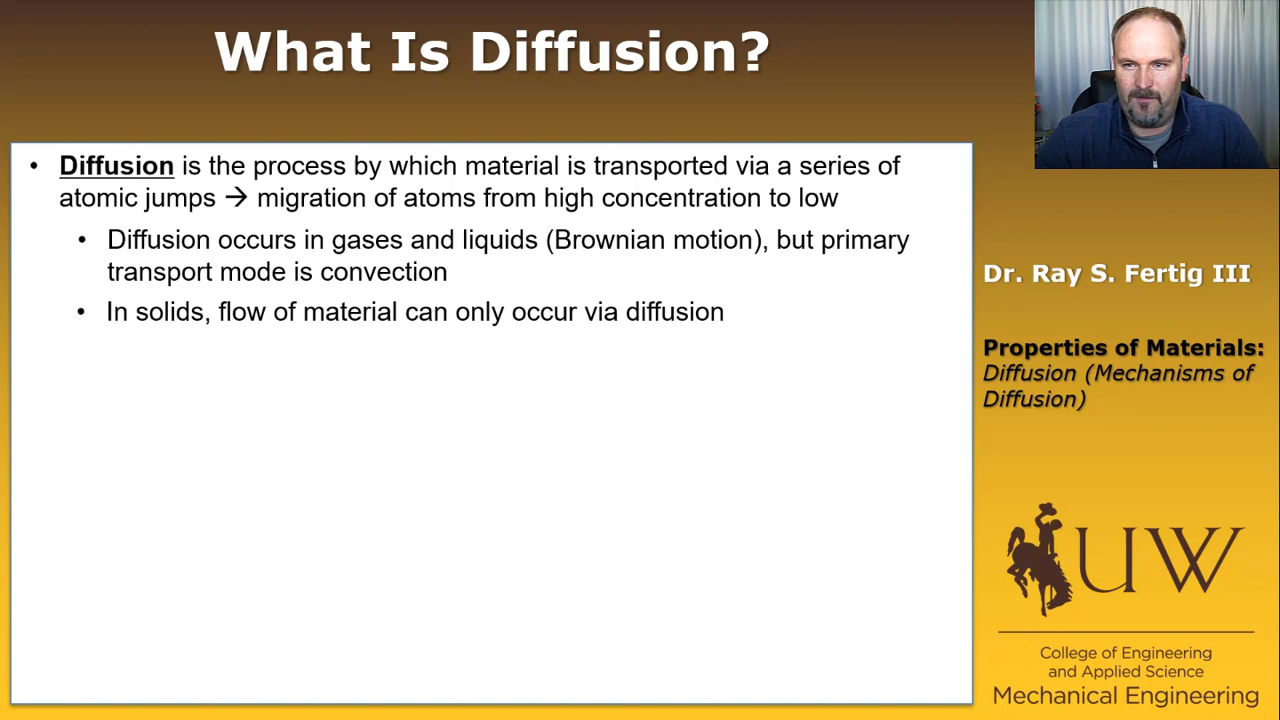 What Is Diffusion?
• Diffusion is the process by which material is transported via a series of
atomic jumps → migration of atoms from high concentration to low
• Diffusion occurs in gases and liquids (Brownian motion), but primary
transport mode is convection
• In solids, flow of material can only occur via diffusion
Dr. Ray S. Fertig III
Properties of Materials:
Diffusion (Mechanisms of
Diffusion)
UW
College of Engineering
and Applied Science
Mechanical Engineering